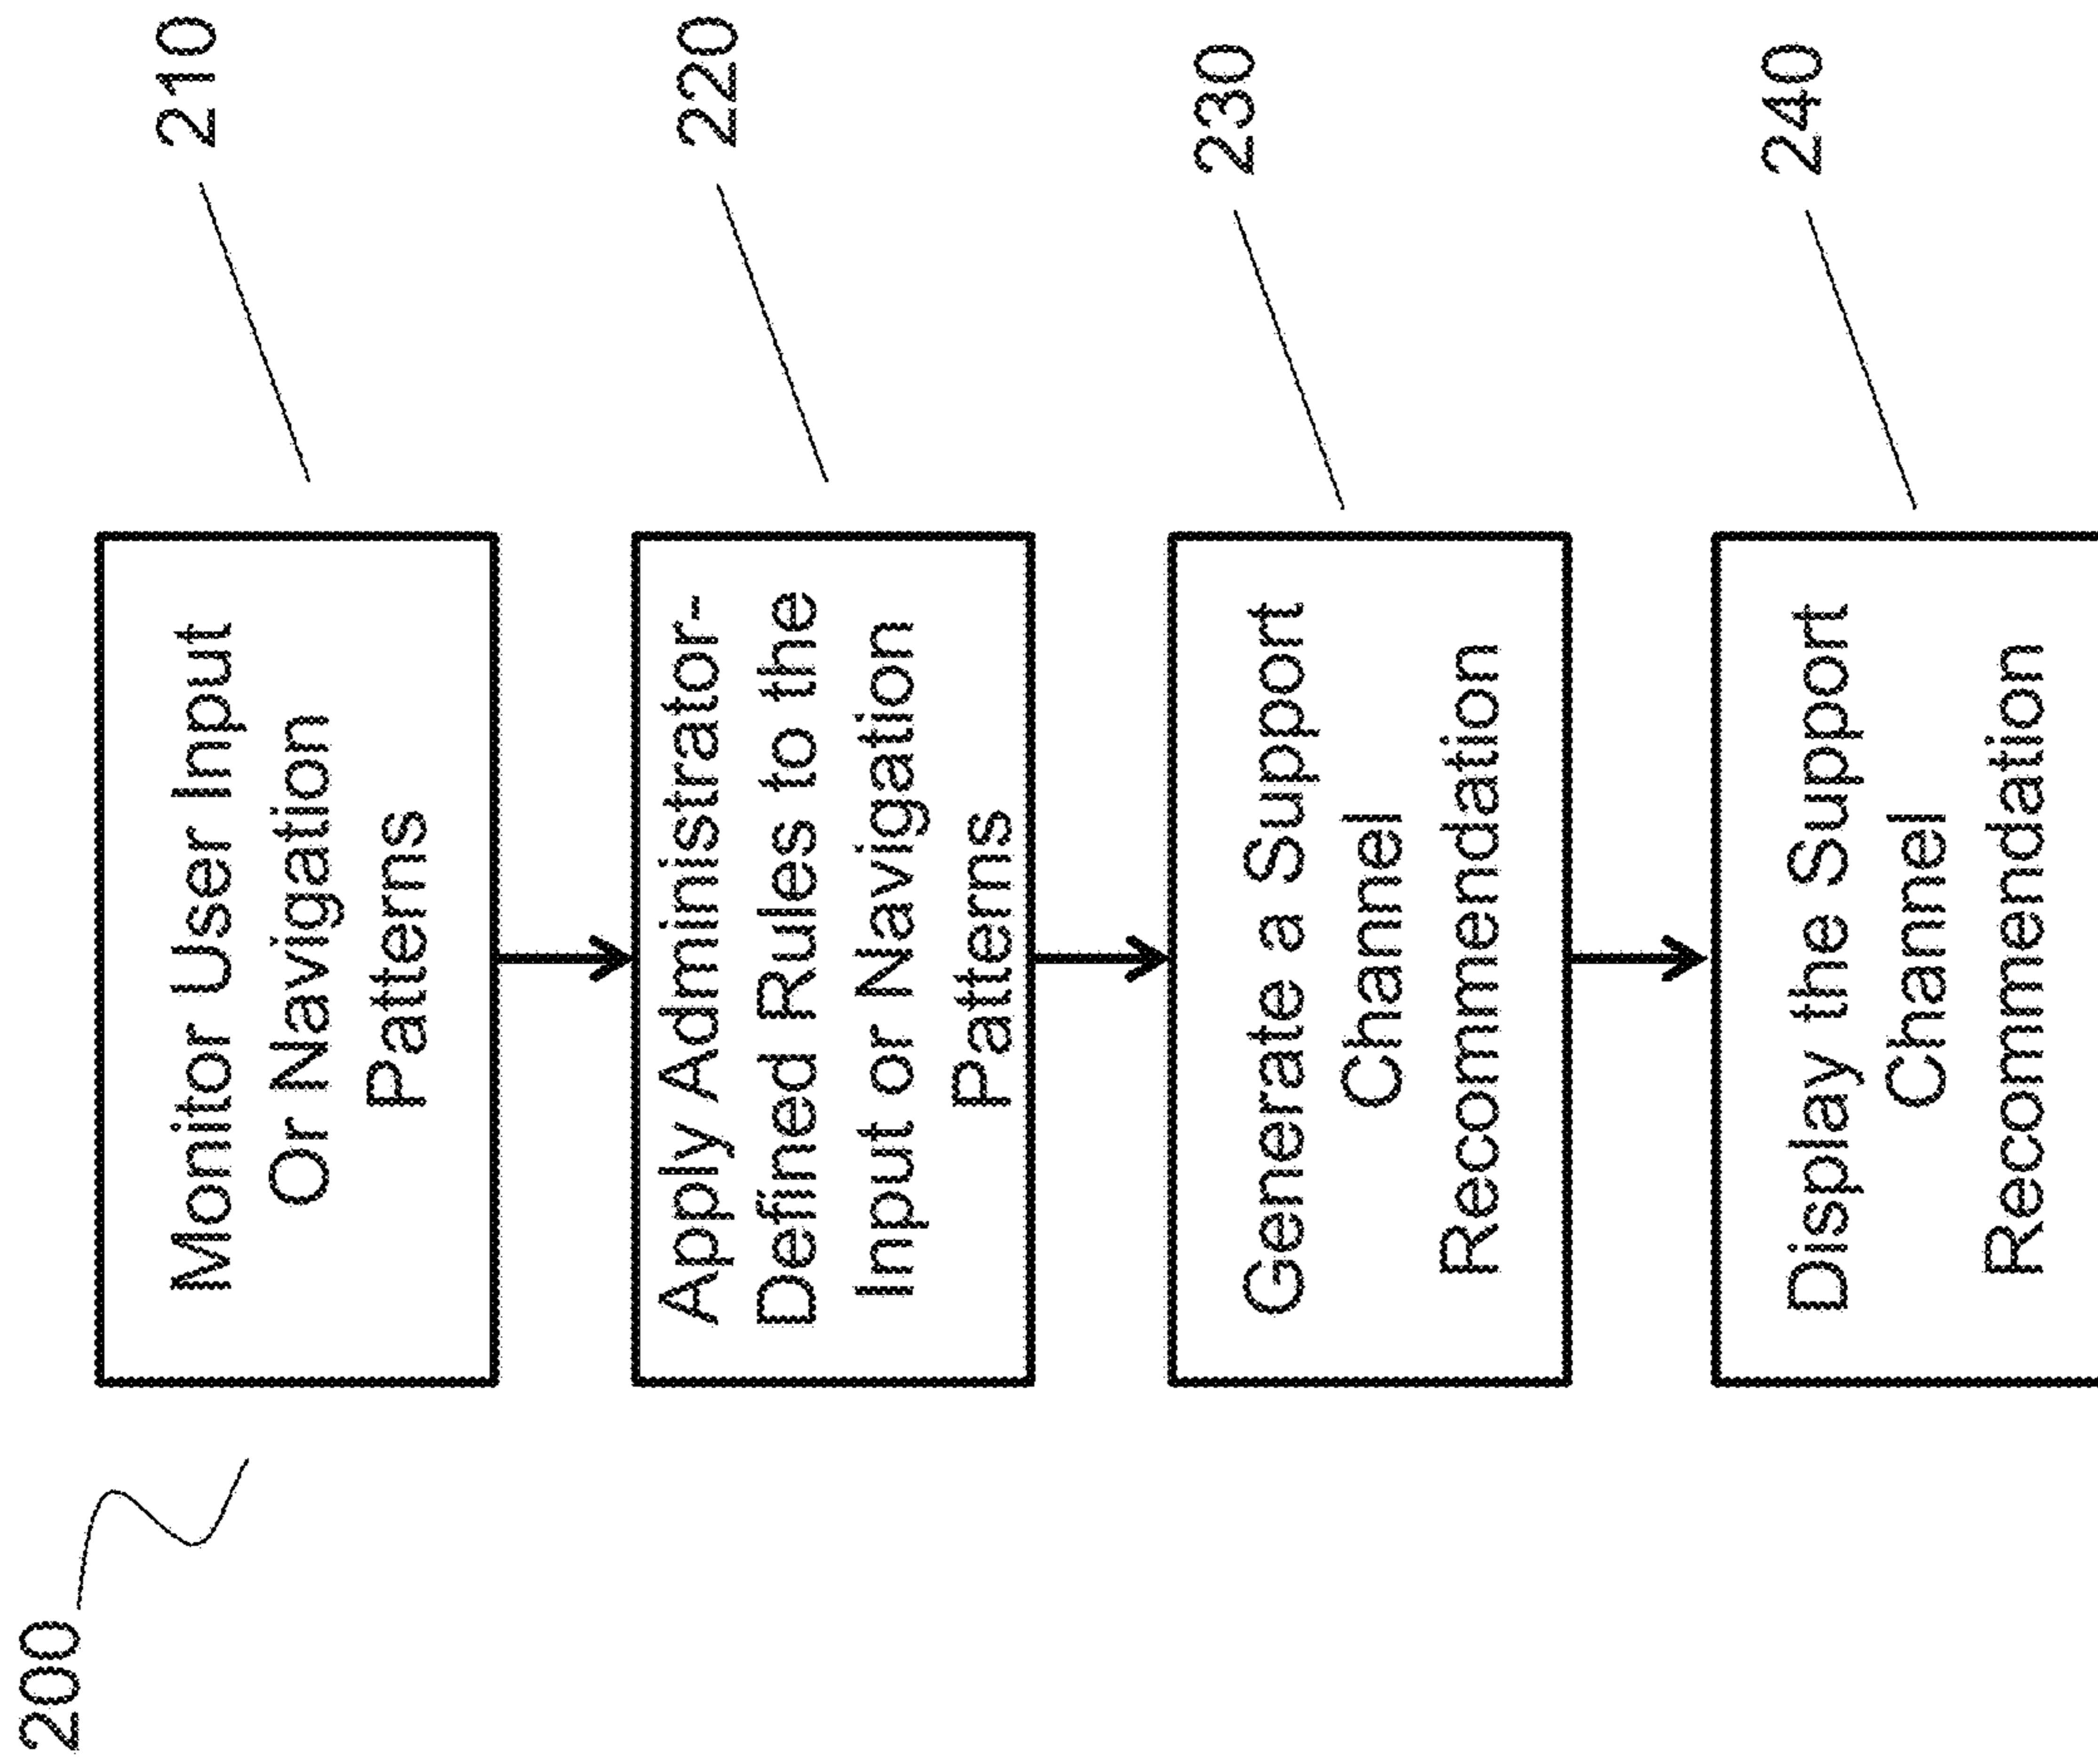 200
Monitor User Input
Or Navigation
Patterns
210
Apply Administrator-
Defined Rules to the
Input or Navigation
Patterns
220
Generate a Support
Channel
Recommendation
230
Display the Support
Channel
Recommendation
240